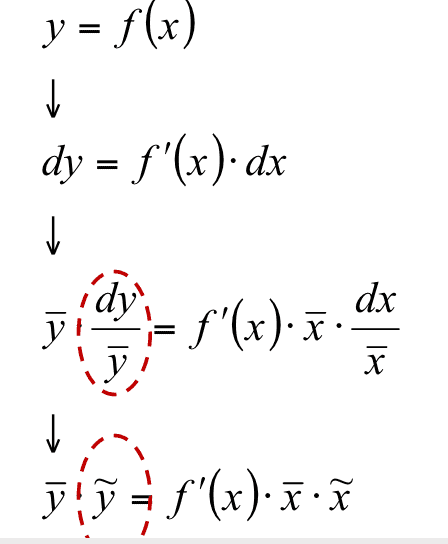 y = f(x)
↓
dy = f'(x) · dx
↓
y̅ · dy/y̅ = f'(x) · x̅ · dx/x̅
↓
y̅ · ỹ = f'(x) · x̅ · x̃